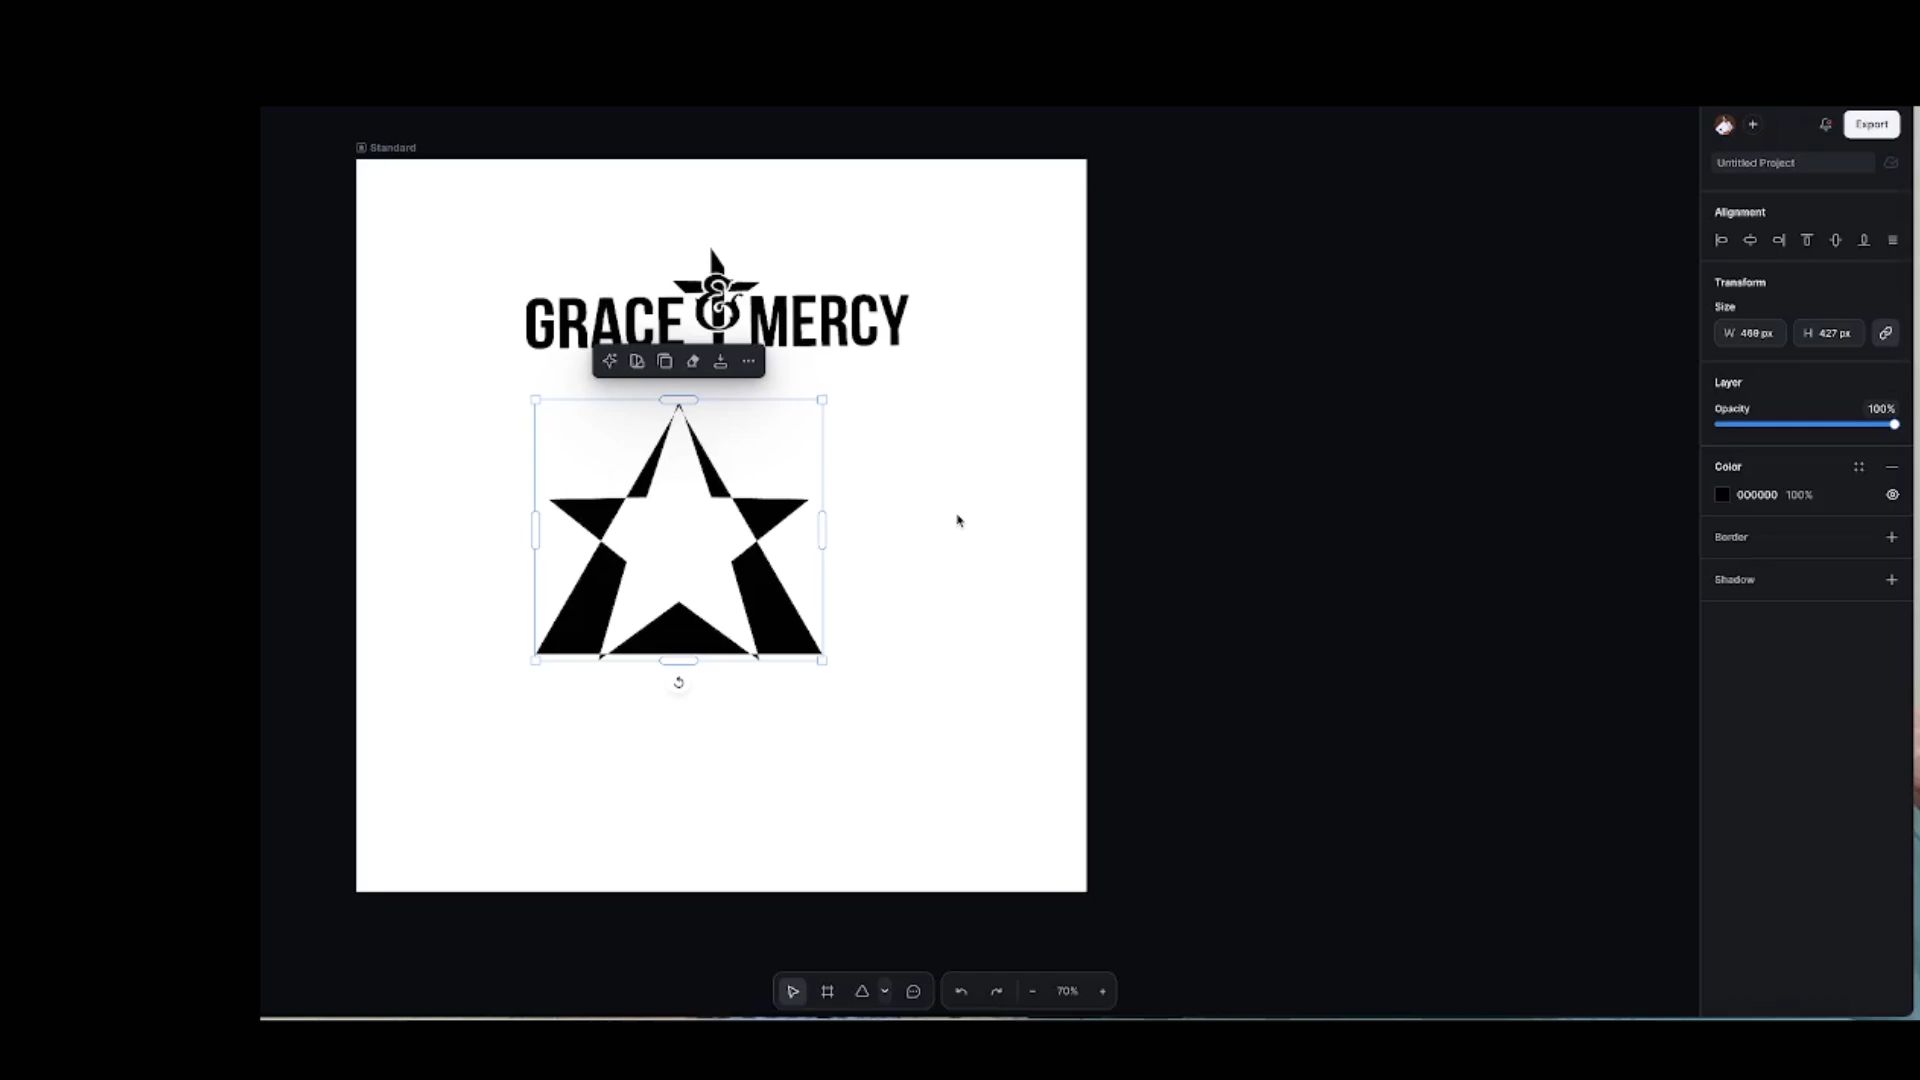 Export
Untitled Project
Standard
Alignment
GRACE & MERCY
Transform
Size
W 469 px H 427 px
Layer
Opacity 100%
Color
000000 100%
Border
Shadow
70%